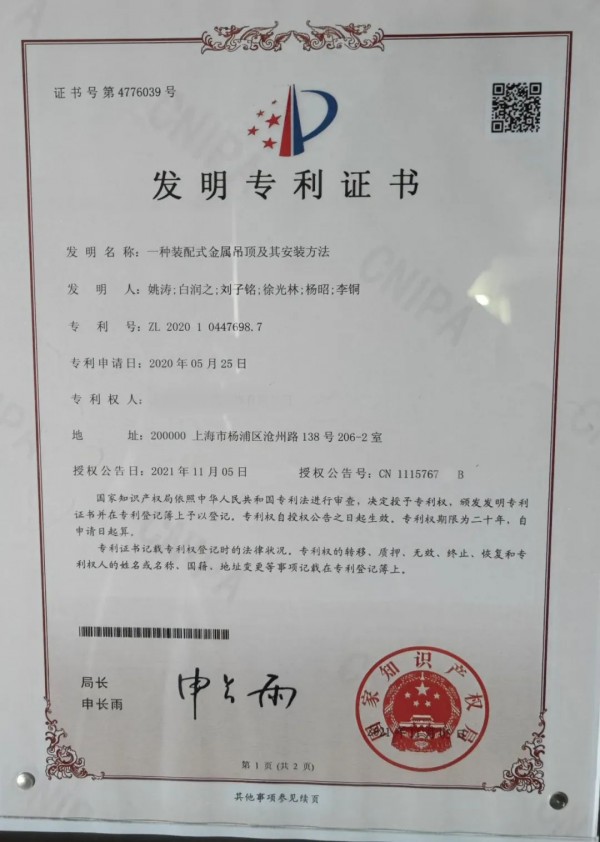 证书号第4776039号
发明专利证书
发明名称：一种装配式金属吊顶及其安装方法
发明人：姚涛;白润之;刘子铭;徐光林;杨昭;李铜
专利号：ZL 2020 1 0447698.7
专利申请日：2020年05月25日
专利权人：
地址：200000 上海市杨浦区沧州路138号206-2室
授权公告日：2021年11月05日 授权公告号：CN 1115767 B
国家知识产权局依照中华人民共和国专利法进行审查，决定授予专利权，颁发发明专利
证书并在专利登记簿上予以登记。专利权自授权公告之日起生效。专利权期限为二十年，自
申请日起算。
专利证书记载专利权登记时的法律状况。专利权的转移、质押、无效、终止、恢复和专
利权人的姓名或名称、国籍、地址变更等事项记载在专利登记簿上。
局长
申长雨
申长雨
国家知识产权局
第1页(共2页)
其他事项参见续页
CNIPA
CNIPA